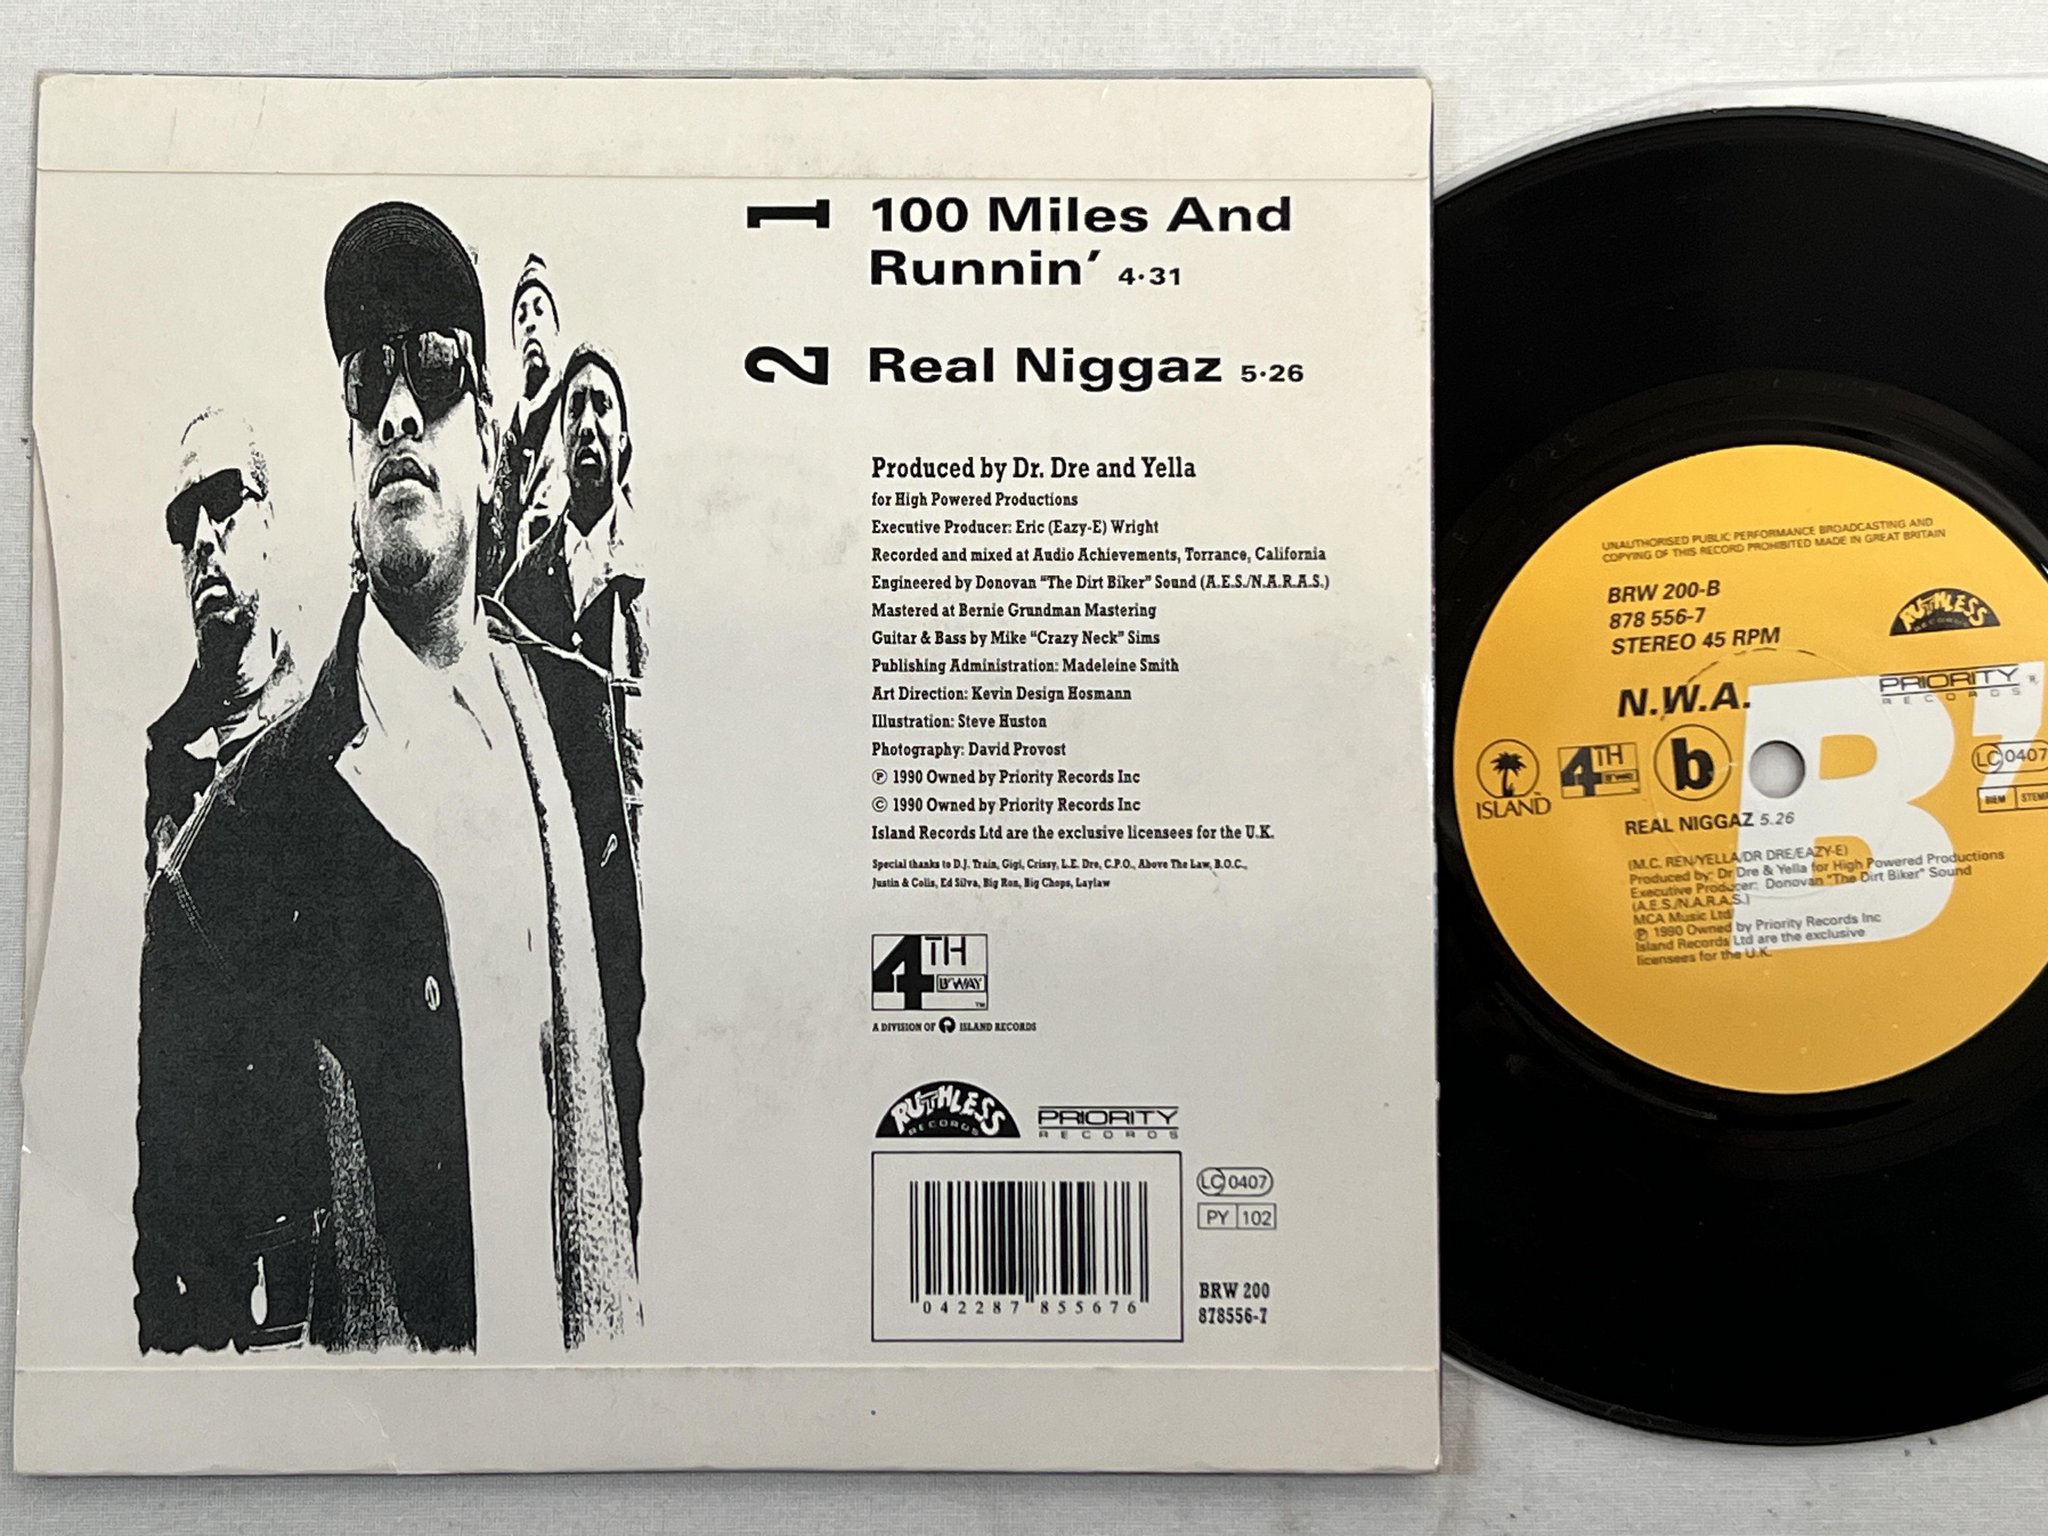 1 100 Miles And
Runnin' 4·31
2 Real Niggaz 5·26
Produced by Dr. Dre and Yella
for High Powered Productions
Executive Producer: Eric (Eazy-E) Wright
Recorded and mixed at Audio Achievements, Torrance, California
Engineered by Donovan "The Dirt Biker" Sound (A.E.S./N.A.R.A.S.)
Mastered at Bernie Grundman Mastering
Guitar & Bass by Mike "Crazy Neck" Sims
Publishing Administration: Madeleine Smith
Art Direction: Kevin Design Hosmann
Illustration: Steve Huston
Photography: David Provost
℗ 1990 Owned by Priority Records Inc
© 1990 Owned by Priority Records Inc
Island Records Ltd are the exclusive licensees for the U.K.
Special thanks to D.J. Train, Gigi, Crissy, L.E. Dre, C.P.O., Above The Law, B.O.C.,
Justin & Colis, Ed Silva, Big Ron, Big Chops, Laylaw
4TH
B'WAY
™
A DIVISION OF ISLAND RECORDS
RUTHLESS
RECORDS
PRIORITY
RECORDS
042287 855676
LC 0407
PY 102
BRW 200
878556-7
UNAUTHORISED PUBLIC PERFORMANCE BROADCASTING AND
COPYING OF THIS RECORD PROHIBITED MADE IN GREAT BRITAIN
BRW 200-B
878 556-7
STEREO 45 RPM
RUTHLESS
RECORDS
PRIORITY
RECORDS
N.W.A.
B'
ISLAND
4TH
B'WAY
b
LC 0407
BIEM
REAL NIGGAZ 5.26
(M.C. REN/YELLA/DR DRE/EAZY-E)
Produced by: Dr Dre & Yella for High Powered Productions
Executive Producer: Donovan "The Dirt Biker" Sound
(A.E.S./N.A.R.A.S.)
MCA Music Ltd
℗ 1990 Owned by Priority Records Inc
Island Records Ltd are the exclusive
licensees for the U.K.